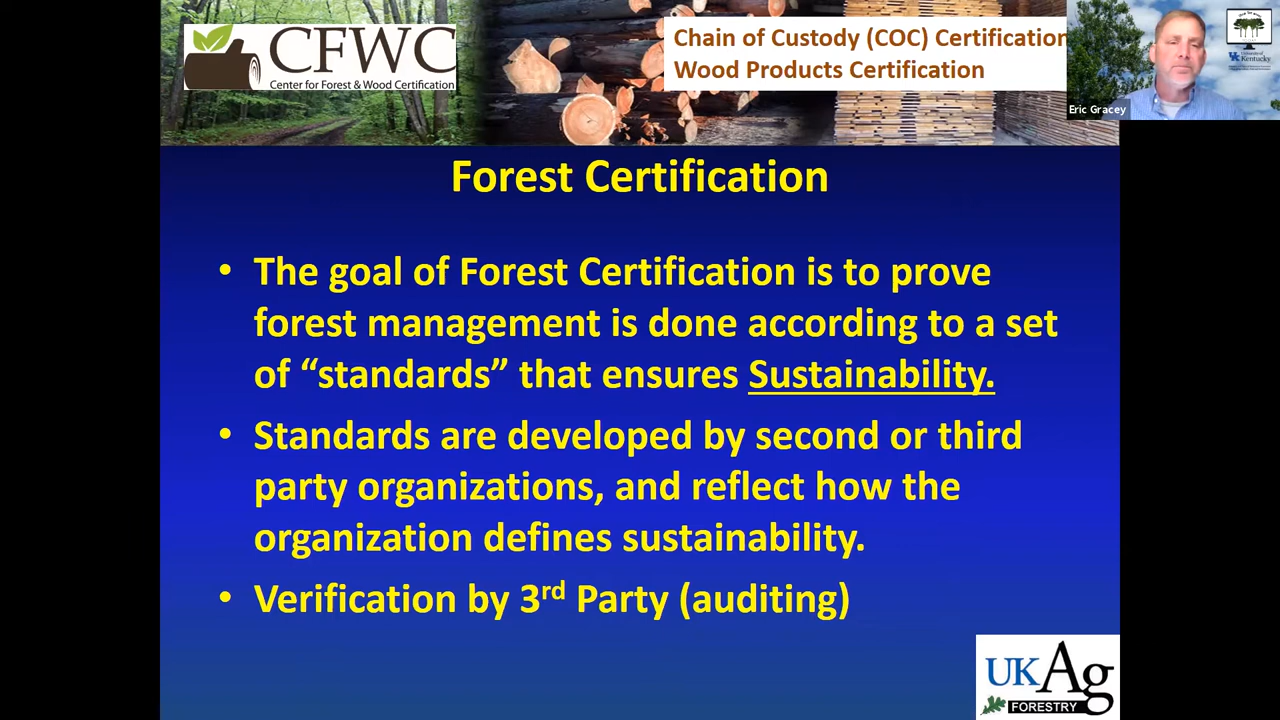 CFWC
Center for Forest & Wood Certification
Chain of Custody (COC) Certification
Wood Products Certification
University of
Kentucky
Eric Gracey
Forest Certification
• The goal of Forest Certification is to prove
forest management is done according to a set
of “standards” that ensures Sustainability.
• Standards are developed by second or third
party organizations, and reflect how the
organization defines sustainability.
• Verification by 3rd Party (auditing)
UKAg
FORESTRY